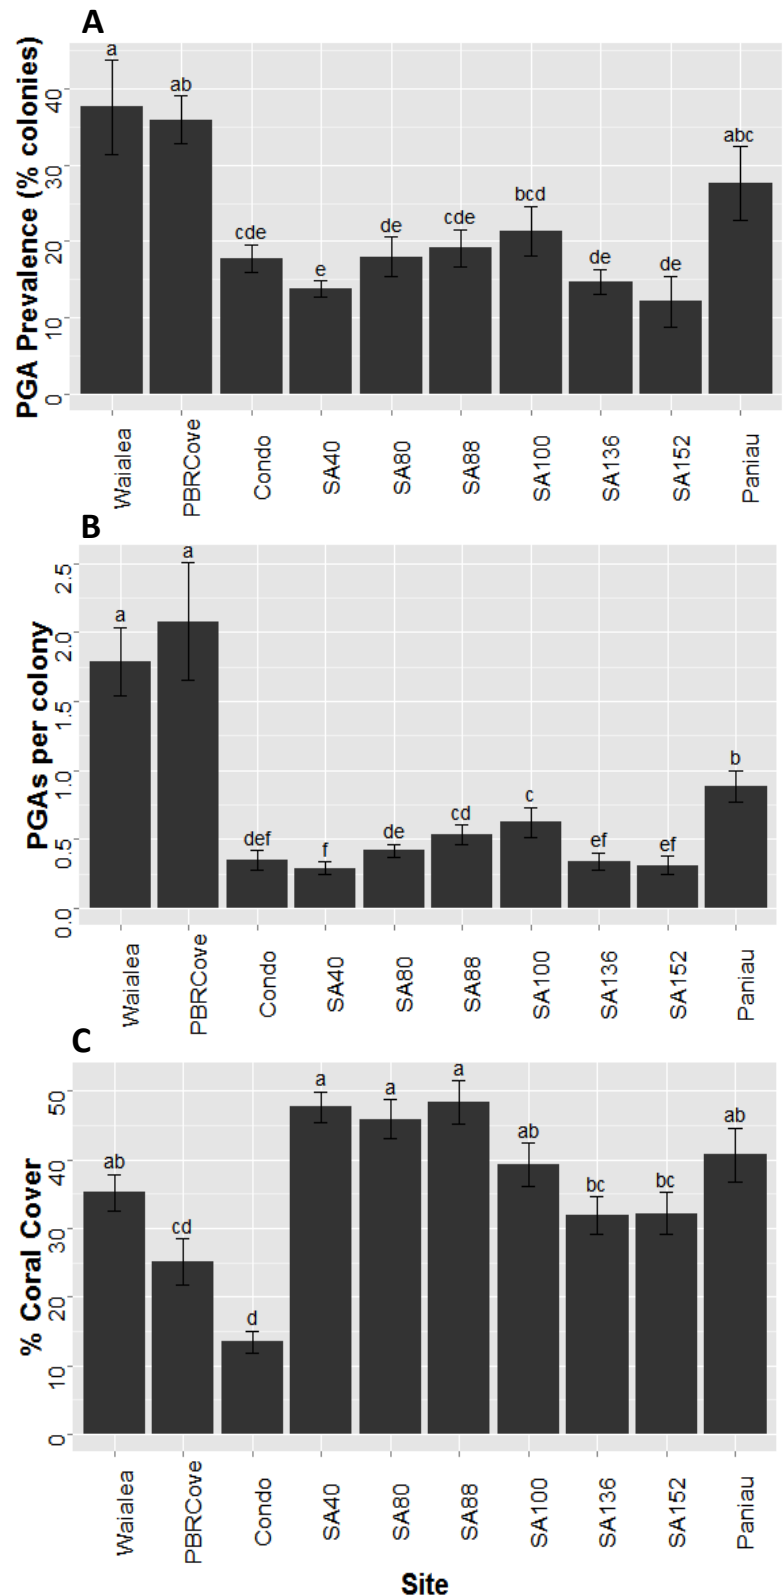 A
PGA Prevalence (% colonies)
40
30
20
10
0
a
ab
cde
e
de
cde
bcd
de
de
abc
Waialea
PBRCove
Condo
SA40
SA80
SA88
SA100
SA136
SA152
Paniau
B
PGAs per colony
2.5
2.0
1.5
1.0
0.5
0.0
a
a
def
f
de
cd
c
ef
ef
b
Waialea
PBRCove
Condo
SA40
SA80
SA88
SA100
SA136
SA152
Paniau
C
% Coral Cover
50
40
30
20
10
0
ab
cd
d
a
a
a
ab
bc
bc
ab
Waialea
PBRCove
Condo
SA40
SA80
SA88
SA100
SA136
SA152
Paniau
Site